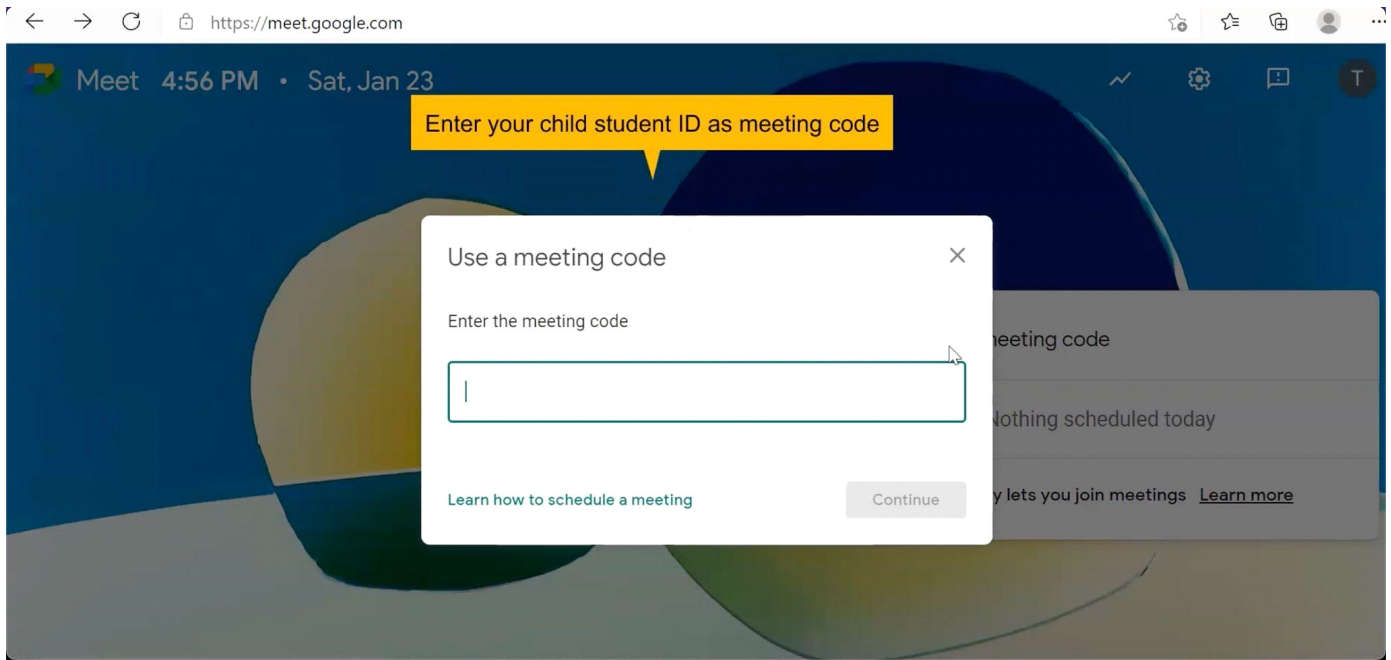 https://meet.google.com
Meet 4:56 PM • Sat, Jan 23
T
Enter your child student ID as meeting code
Use a meeting code
Enter the meeting code
Learn how to schedule a meeting
Continue
meeting code
Nothing scheduled today
y lets you join meetings Learn more